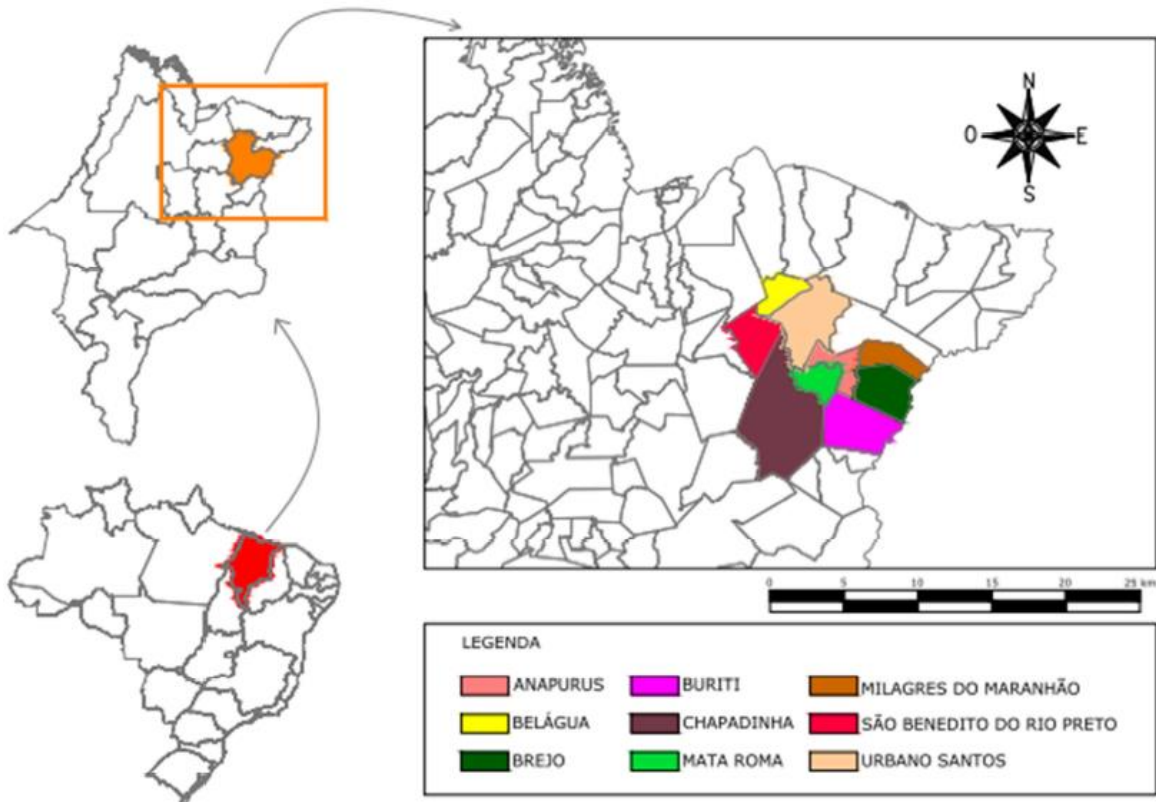 N
O E
S
0 5 10 15 20 25 km
LEGENDA
ANAPURUS BURITI MILAGRES DO MARANHÃO
BELÁGUA CHAPADINHA SÃO BENEDITO DO RIO PRETO
BREJO MATA ROMA URBANO SANTOS